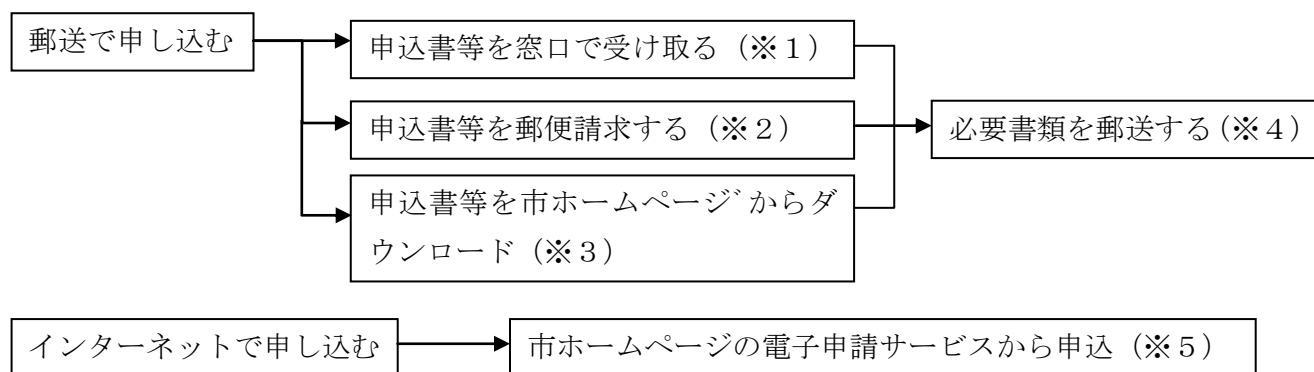 郵送で申し込む
申込書等を窓口で受け取る(※1)
申込書等を郵便請求する(※2)
申込書等を市ホームページ゛からダ
ウンロード(※3)
必要書類を郵送する(※4)
インターネットで申し込む
市ホームページの電子申請サービスから申込(※5)